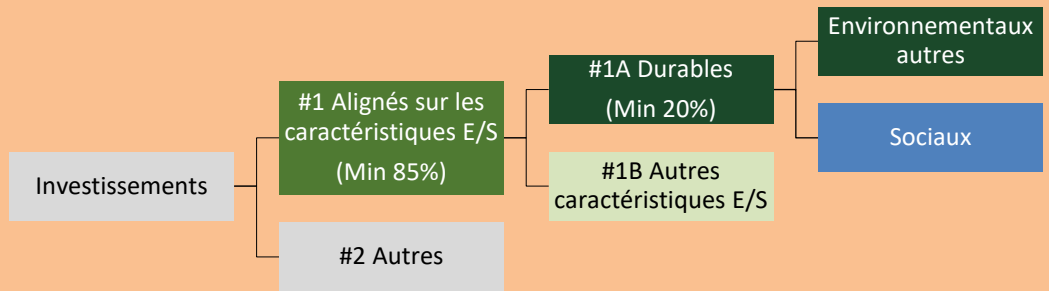 Investissements
#1 Alignés sur les
caractéristiques E/S
(Min 85%)
#2 Autres
#1A Durables
(Min 20%)
#1B Autres
caractéristiques E/S
Environnementaux
autres
Sociaux